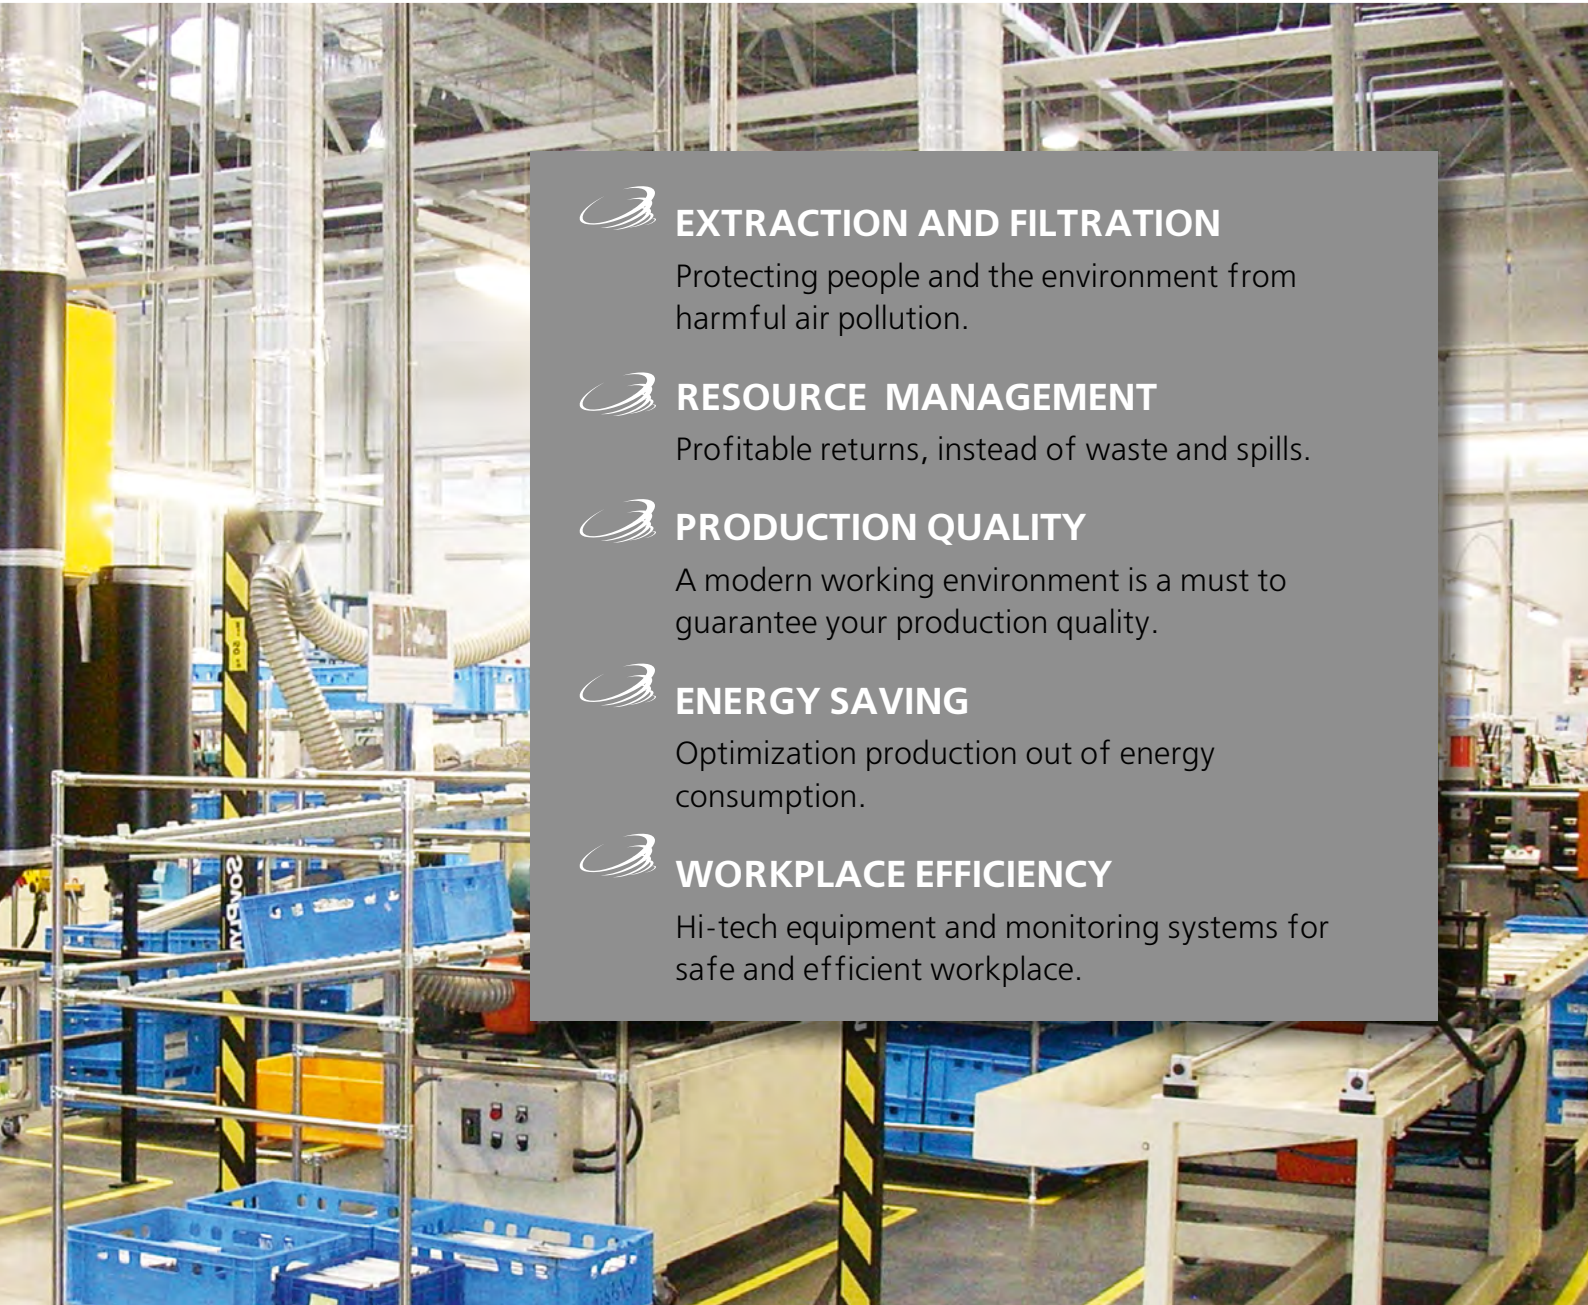 EXTRACTION AND FILTRATION
Protecting people and the environment from
harmful air pollution.
RESOURCE MANAGEMENT
Profitable returns, instead of waste and spills.
PRODUCTION QUALITY
A modern working environment is a must to
guarantee your production quality.
ENERGY SAVING
Optimization production out of energy
consumption.
WORKPLACE EFFICIENCY
Hi-tech equipment and monitoring systems for
safe and efficient workplace.